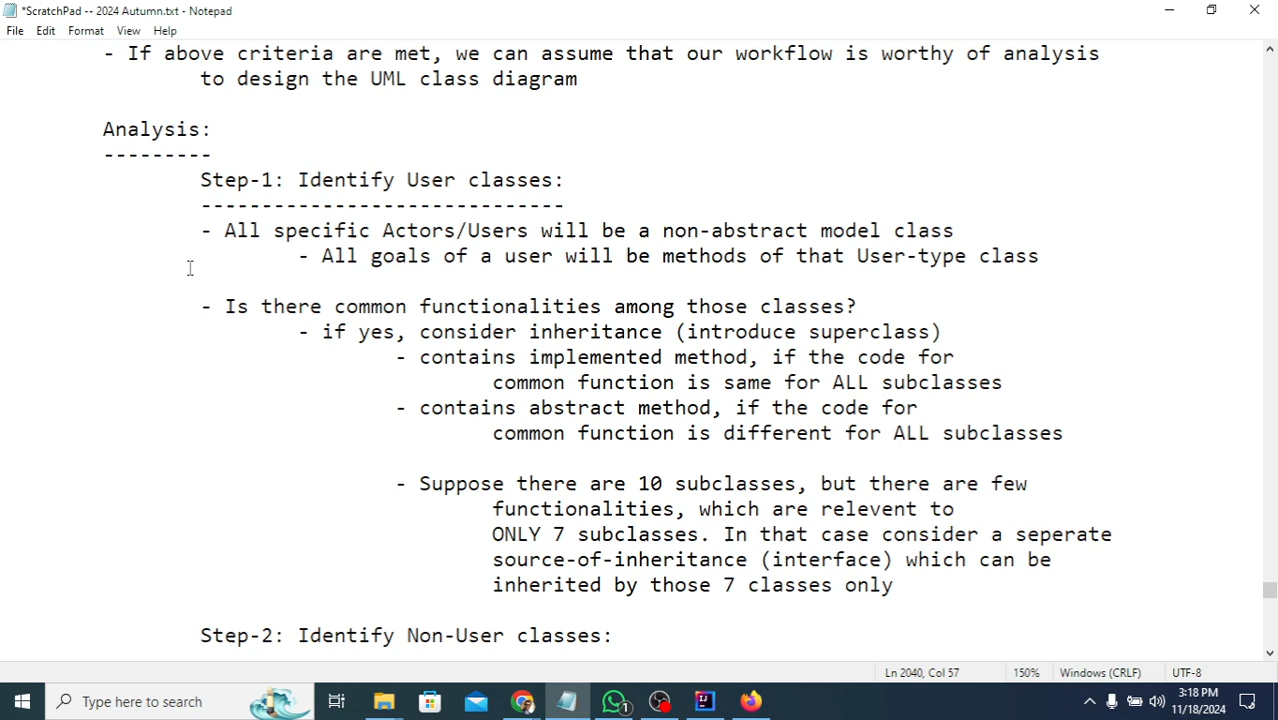 *ScratchPad -- 2024 Autumn.txt - Notepad
File Edit Format View Help
- If above criteria are met, we can assume that our workflow is worthy of analysis
to design the UML class diagram
Analysis:
---------
Step-1: Identify User classes:
------------------------------
- All specific Actors/Users will be a non-abstract model class
- All goals of a user will be methods of that User-type class
- Is there common functionalities among those classes?
- if yes, consider inheritance (introduce superclass)
- contains implemented method, if the code for
common function is same for ALL subclasses
- contains abstract method, if the code for
common function is different for ALL subclasses
- Suppose there are 10 subclasses, but there are few
functionalities, which are relevent to
ONLY 7 subclasses. In that case consider a seperate
source-of-inheritance (interface) which can be
inherited by those 7 classes only
Step-2: Identify Non-User classes:
Ln 2040, Col 57 150% Windows (CRLF) UTF-8
Type here to search
1
3:18 PM
11/18/2024